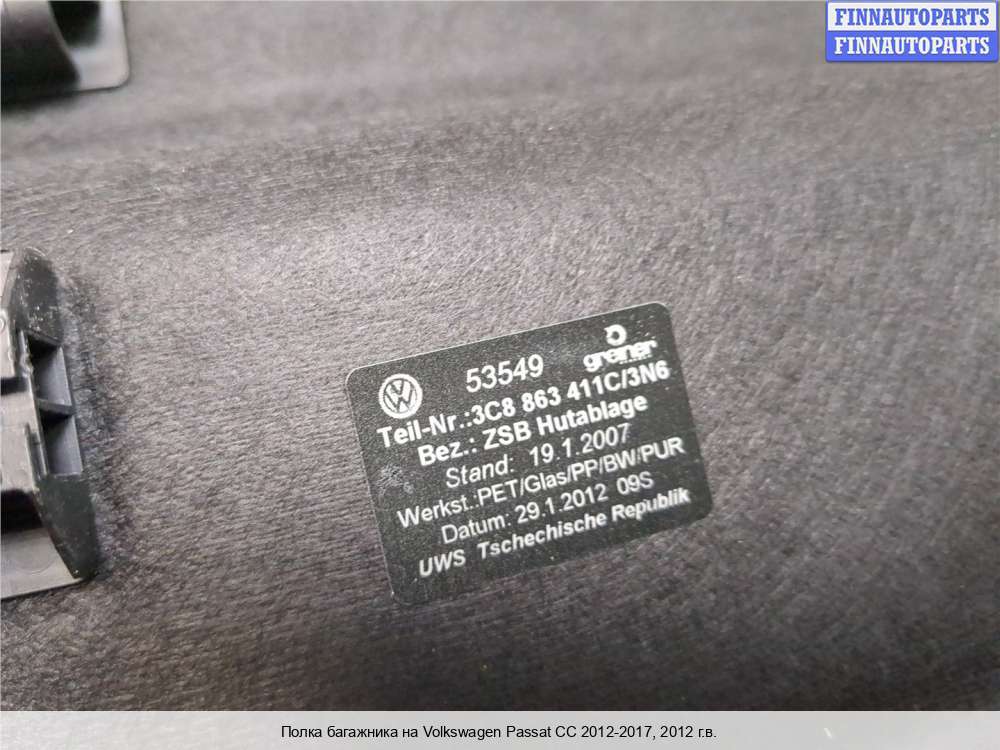 FINNAUTOPARTS
FINNAUTOPARTS
53549 greiner
Teil-Nr.:3C8 863 411C/3N6
Bez.: ZSB Hutablage
Stand: 19.1.2007
Werkst.:PET/Glas/PP/BW/PUR
Datum: 29.1.2012 09S
UWS Tschechische Republik
Полка багажника на Volkswagen Passat CC 2012-2017, 2012 г.в.